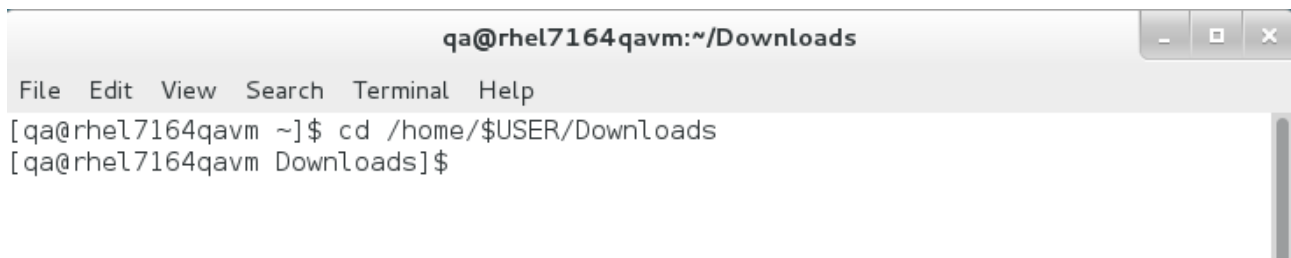 qa@rhel7164qavm:~/Downloads
File Edit View Search Terminal Help
[qa@rhel7164qavm ~]$ cd /home/$USER/Downloads
[qa@rhel7164qavm Downloads]$